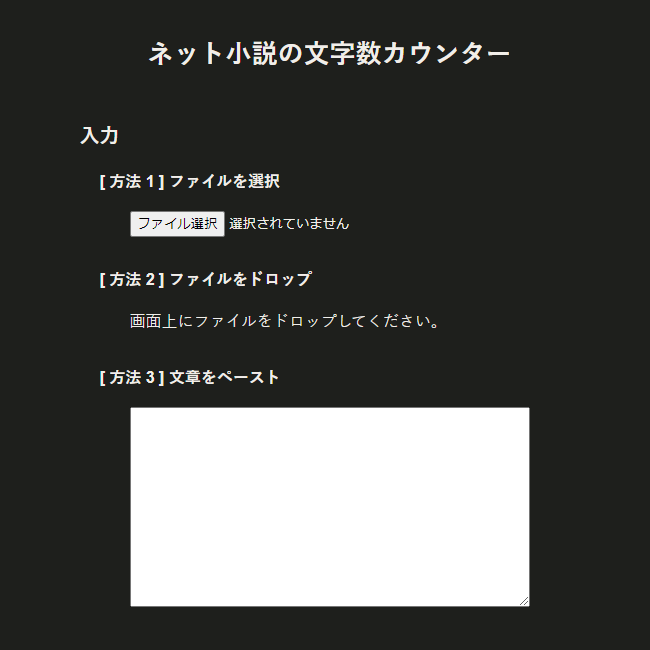 ネット小説の文字数カウンター
入力
[ 方法 1 ] ファイルを選択
ファイル選択 選択されていません
[ 方法 2 ] ファイルをドロップ
画面上にファイルをドロップしてください。
[ 方法 3 ] 文章をペースト